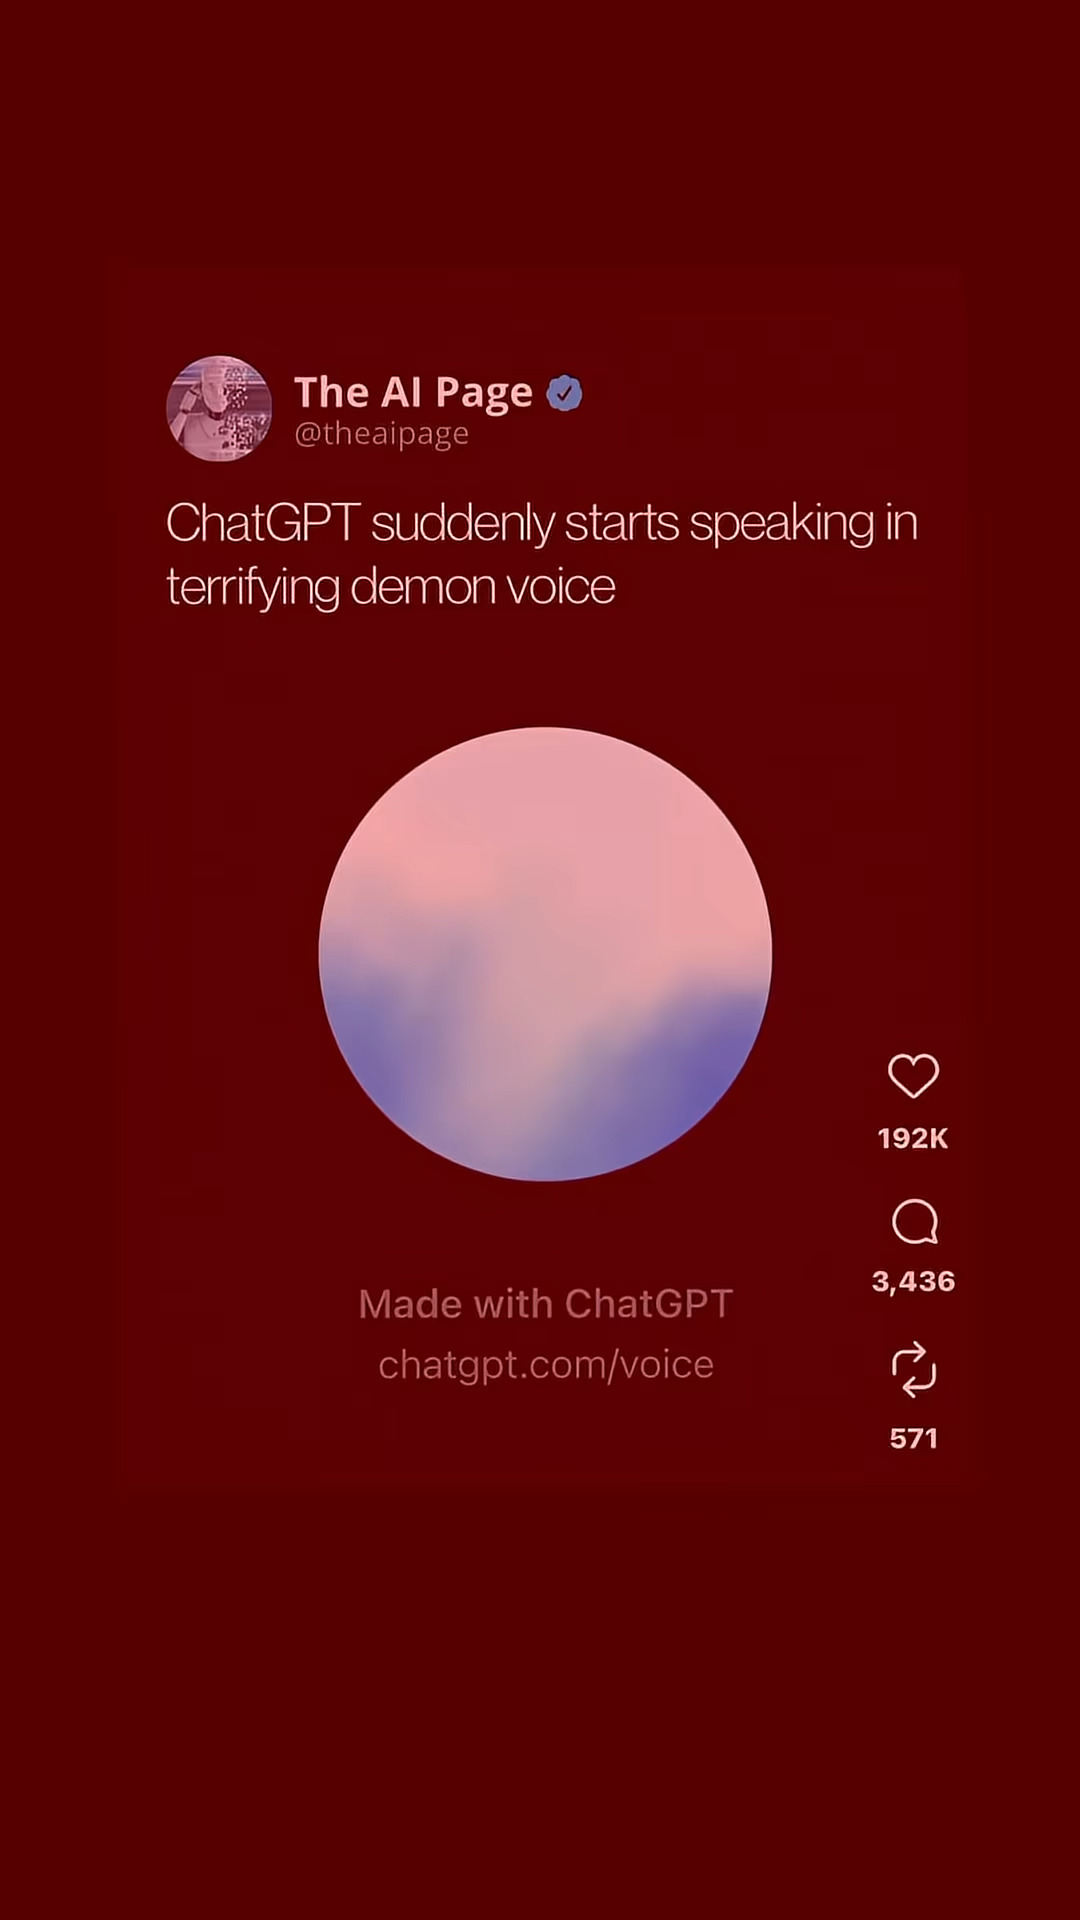 The AI Page
@theaipage
ChatGPT suddenly starts speaking in
terrifying demon voice
192K
3,436
Made with ChatGPT
chatgpt.com/voice
571